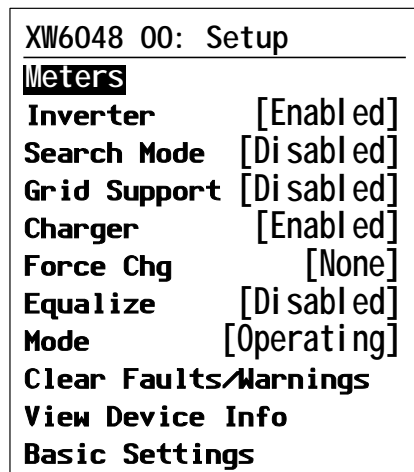 XW6048 00: Setup
Meters
Inverter [Enabled]
Search Mode [Disabled]
Grid Support [Disabled]
Charger [Enabled]
Force Chg [None]
Equalize [Disabled]
Mode [Operating]
Clear Faults/Warnings
View Device Info
Basic Settings